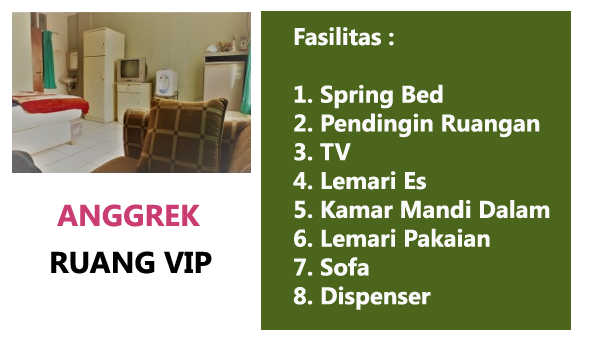 ANGGREK
RUANG VIP
Fasilitas :
1. Spring Bed
2. Pendingin Ruangan
3. TV
4. Lemari Es
5. Kamar Mandi Dalam
6. Lemari Pakaian
7. Sofa
8. Dispenser